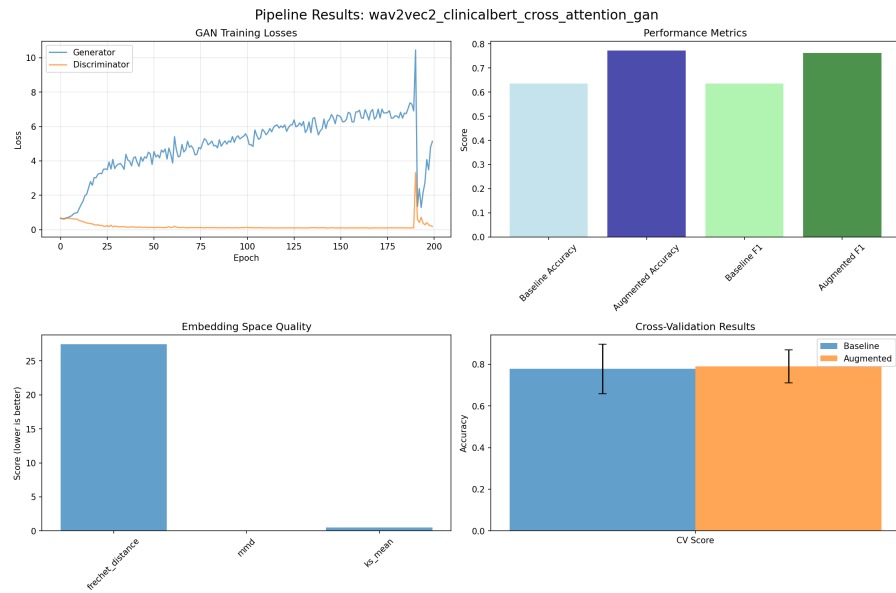 Pipeline Results: wav2vec2_clinicalbert_cross_attention_gan
GAN Training Losses
Generator
Discriminator
Loss
10
8
6
4
2
0
0 25 50 75 100 125 150 175 200
Epoch
Performance Metrics
Score
0.8
0.7
0.6
0.5
0.4
0.3
0.2
0.1
0.0
Baseline Accuracy
Augmented Accuracy
Baseline F1
Augmented F1
Embedding Space Quality
Score (lower is better)
25
20
15
10
5
0
frechet_distance
mmd
ks_mean
Cross-Validation Results
Baseline
Augmented
Accuracy
0.8
0.6
0.4
0.2
0.0
CV Score